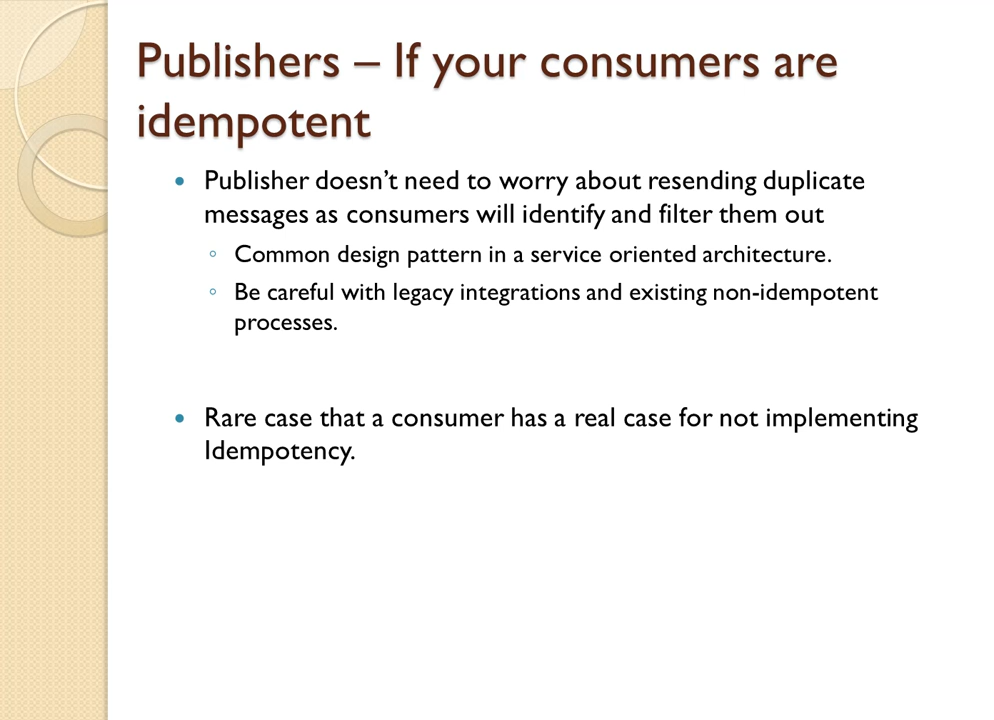 Publishers – If your consumers are
idempotent
• Publisher doesn’t need to worry about resending duplicate
messages as consumers will identify and filter them out
◦ Common design pattern in a service oriented architecture.
◦ Be careful with legacy integrations and existing non-idempotent
processes.
• Rare case that a consumer has a real case for not implementing
Idempotency.